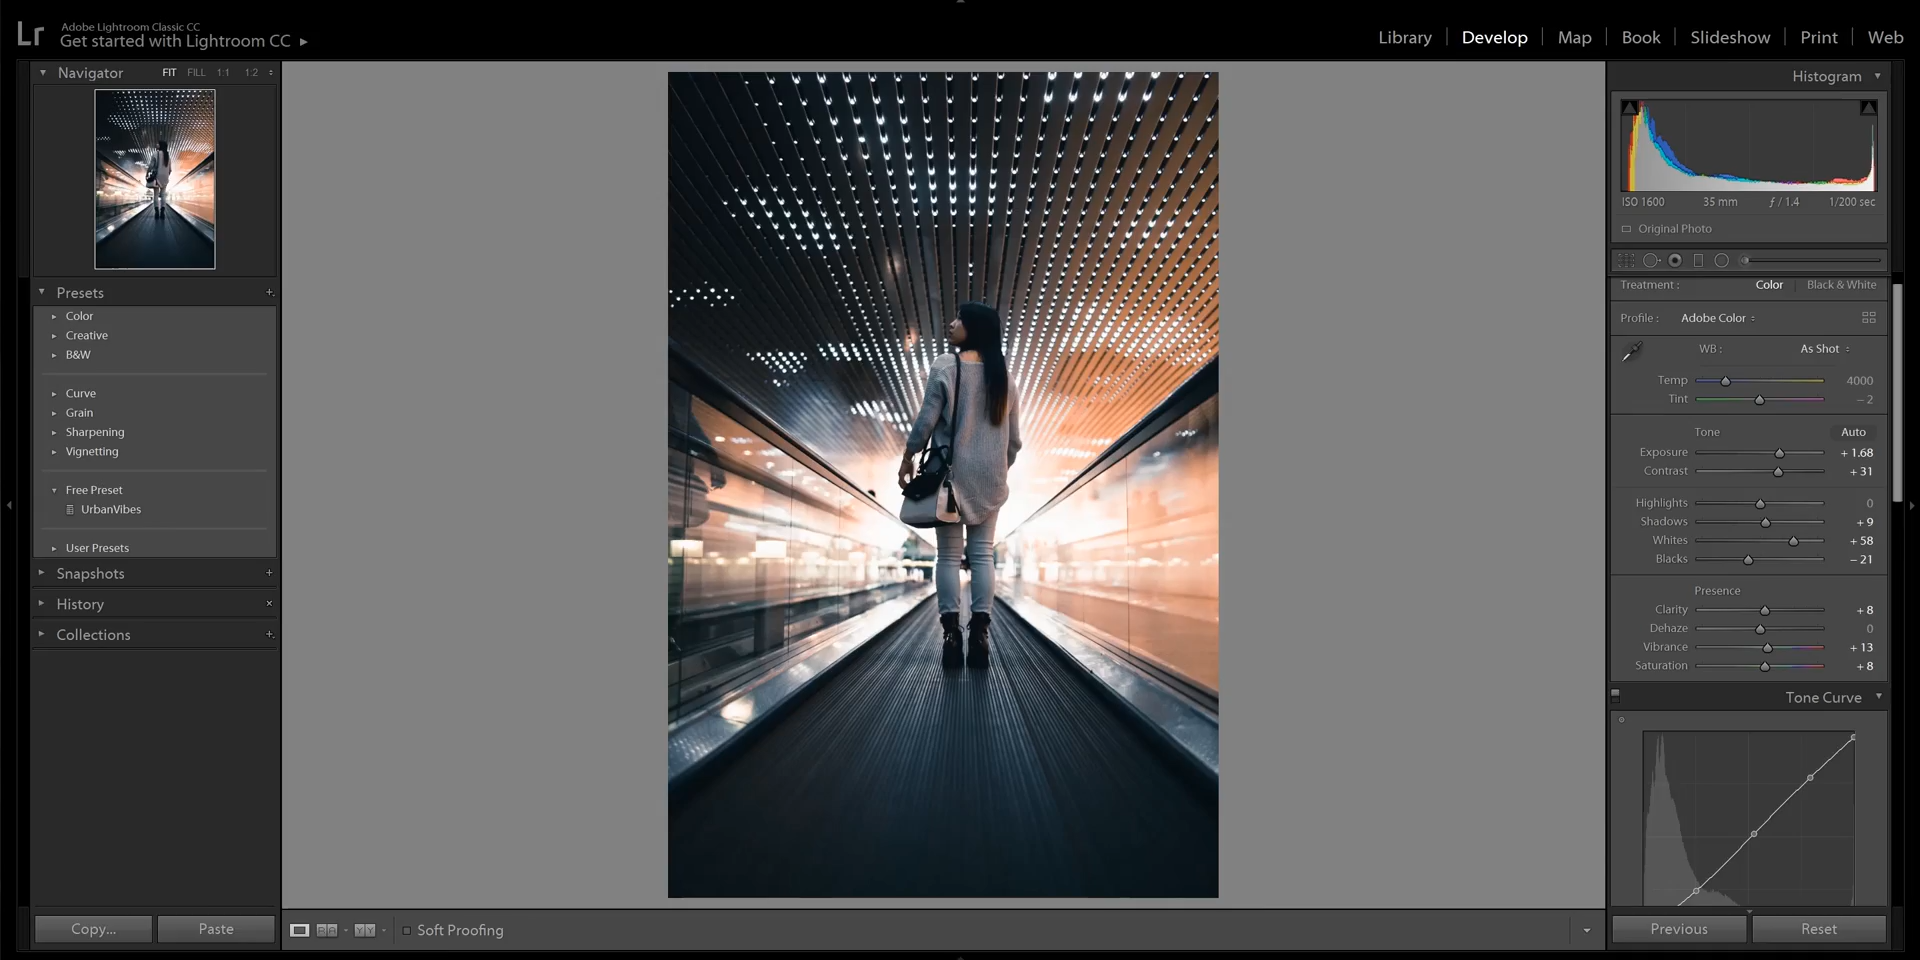 Lr
Adobe Lightroom Classic CC
Get started with Lightroom CC ▸
Library | Develop | Map | Book | Slideshow | Print | Web
Navigator FIT FILL 1:1 1:2
Presets +
Color
Creative
B&W
Curve
Grain
Sharpening
Vignetting
Free Preset
UrbanVibes
User Presets
Snapshots +
History ×
Collections +
Copy... Paste
Soft Proofing
Histogram
ISO 1600 35 mm ƒ / 1.4 1/200 sec
Original Photo
Treatment : Color | Black & White
Profile : Adobe Color
WB : As Shot
Temp 4000
Tint – 2
Tone Auto
Exposure + 1.68
Contrast + 31
Highlights 0
Shadows + 9
Whites + 58
Blacks – 21
Presence
Clarity + 8
Dehaze 0
Vibrance + 13
Saturation + 8
Tone Curve
Previous Reset